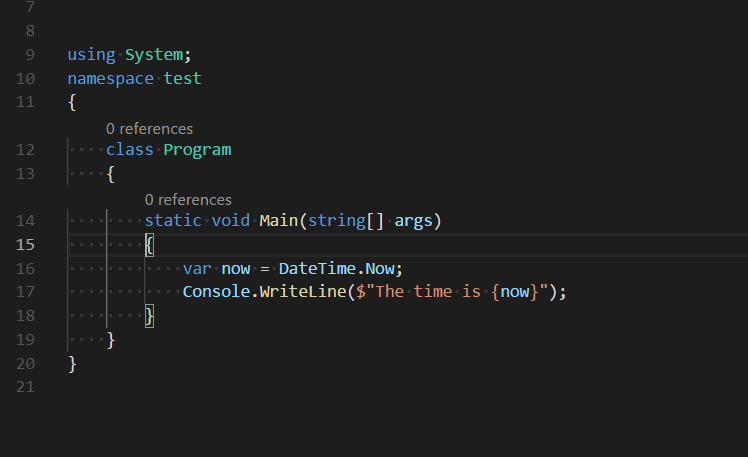 7
8
9 using System;
10 namespace test
11 {
0 references
12 class Program
13 {
0 references
14 static void Main(string[] args)
15 {
16 var now = DateTime.Now;
17 Console.WriteLine($"The time is {now}");
18 }
19 }
20 }
21